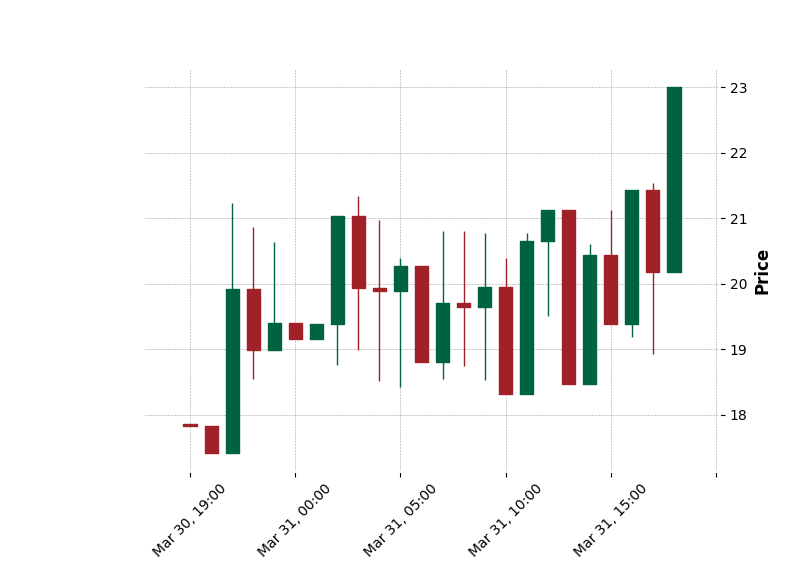 23
22
21
20
19
18
Price
Mar 30, 19:00
Mar 31, 00:00
Mar 31, 05:00
Mar 31, 10:00
Mar 31, 15:00